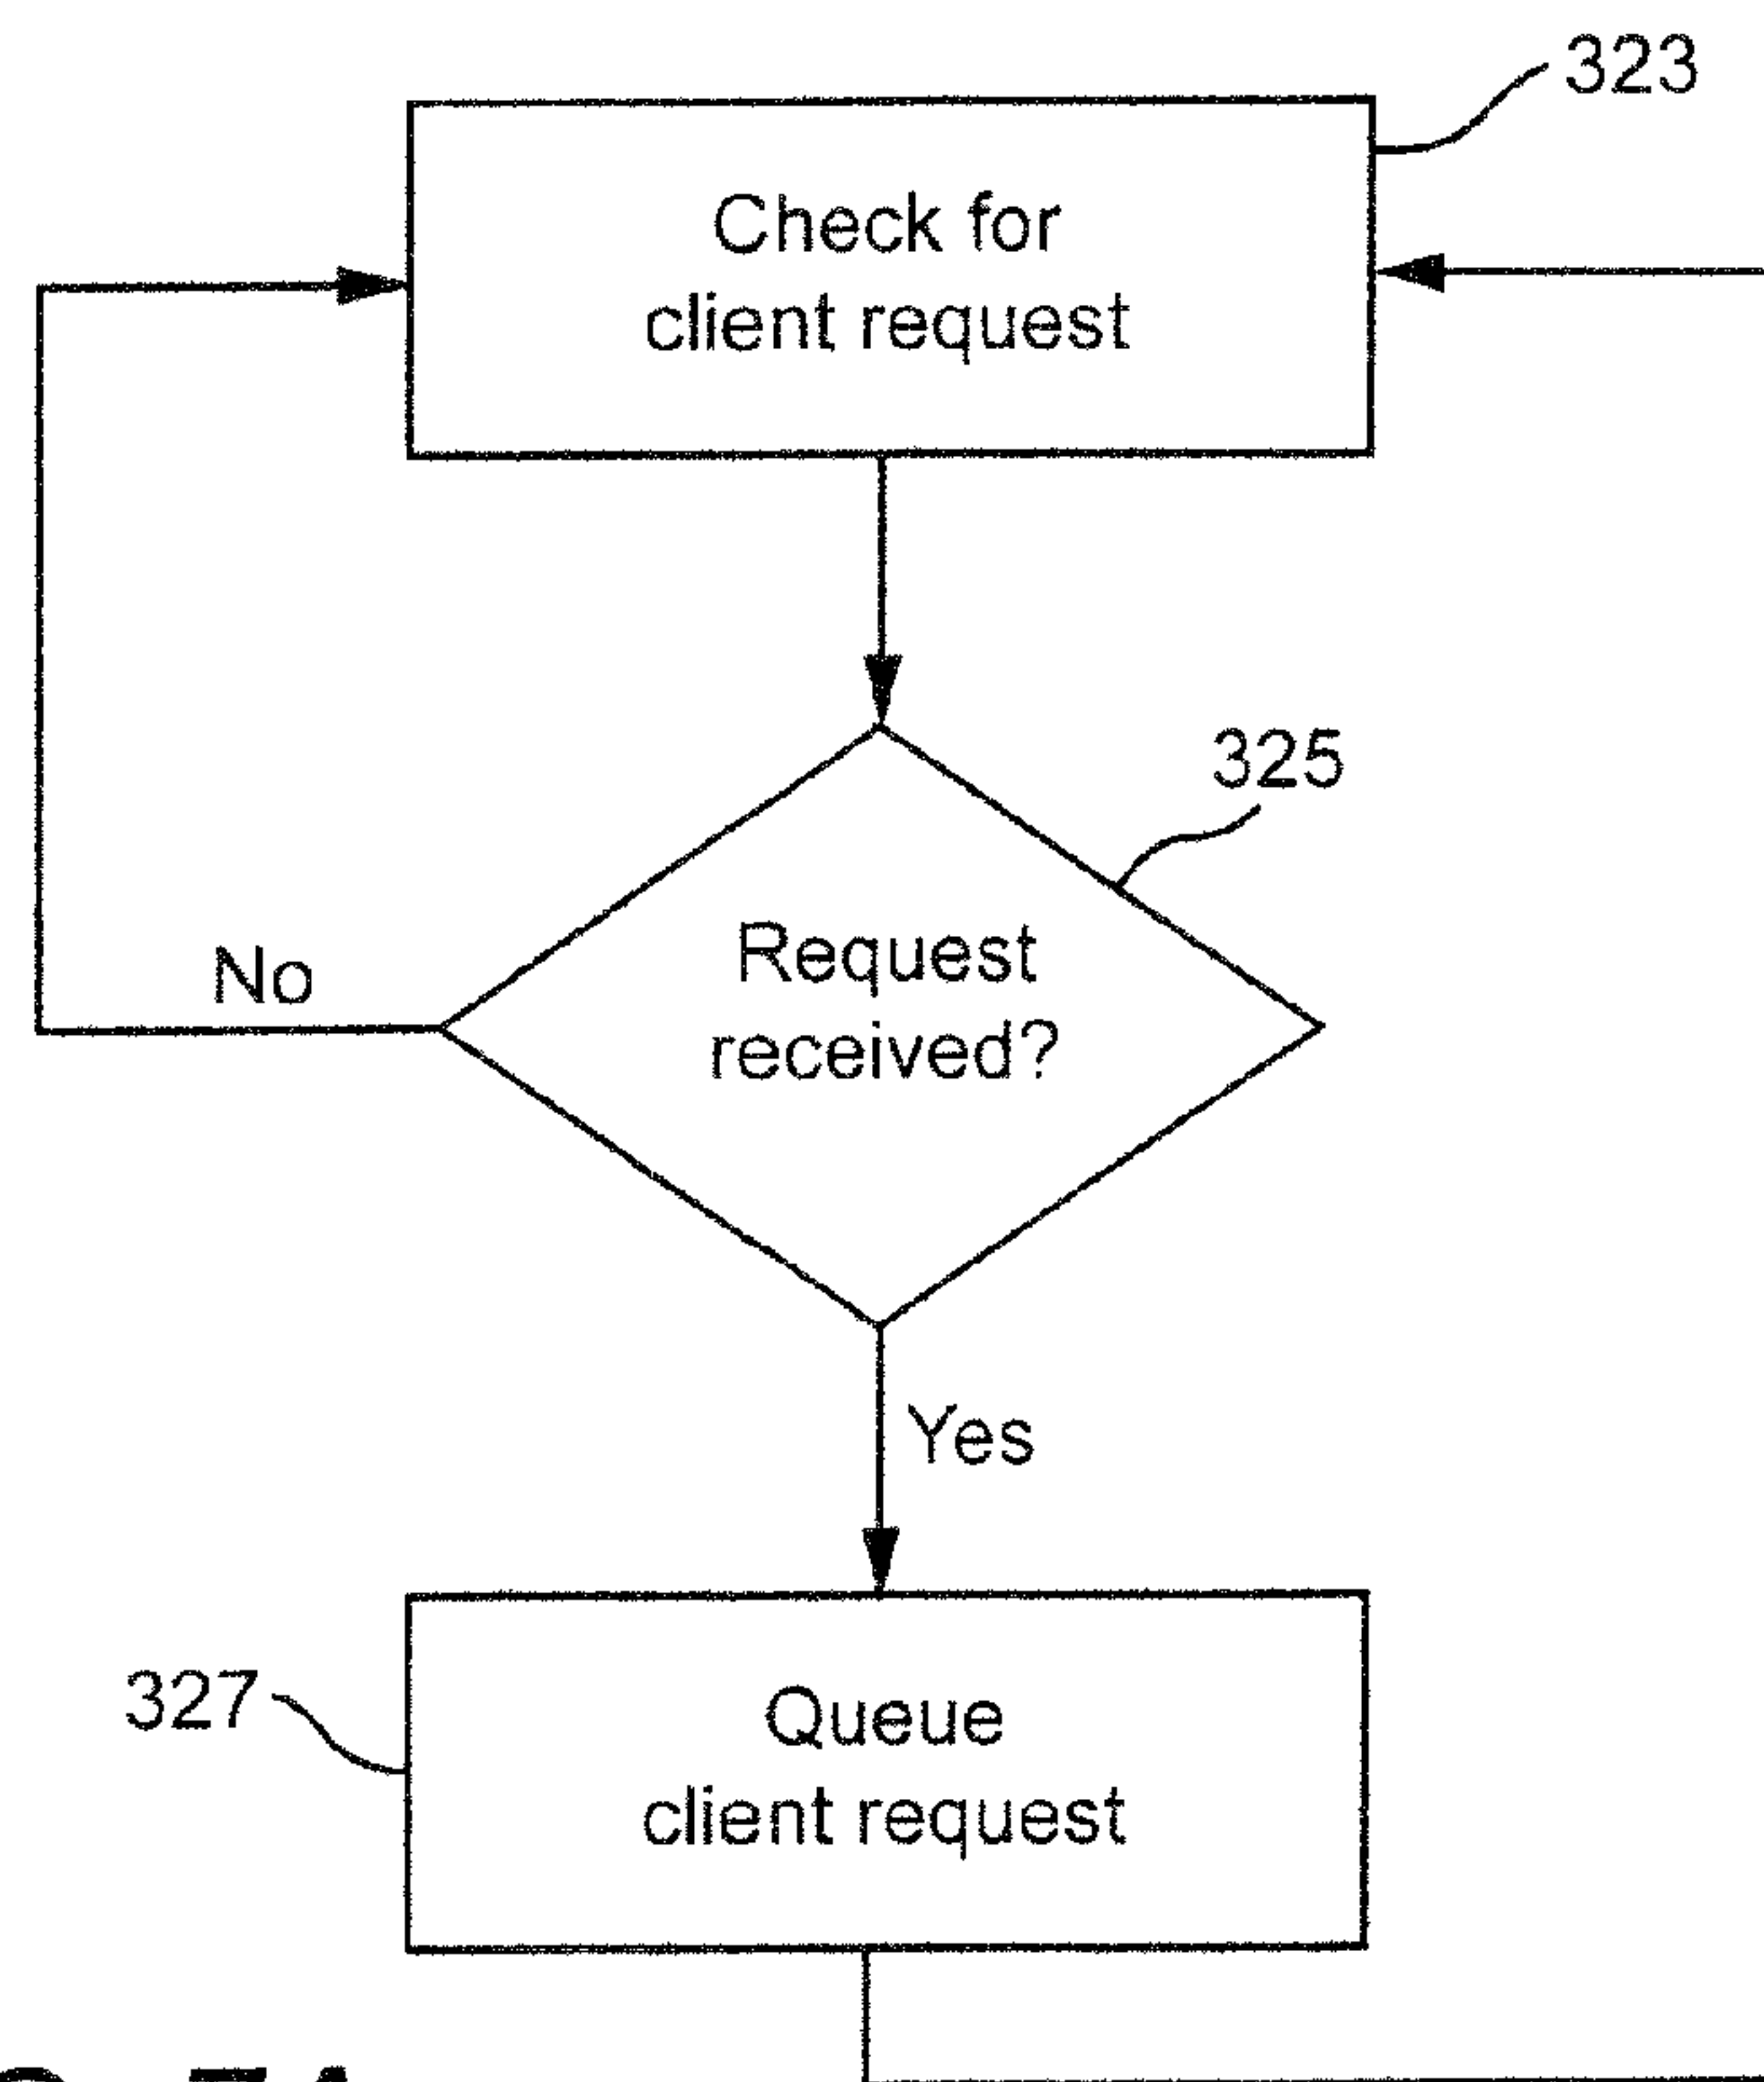 323
Check for
client request
325
Request
received?
No
Yes
327
Queue
client request